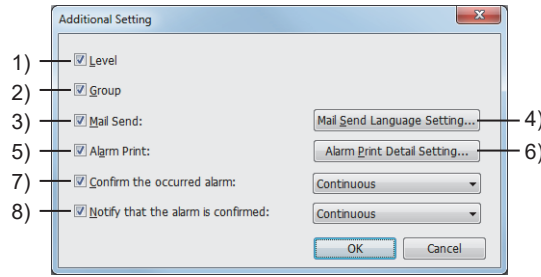 Additional Setting
1) Level
2) Group
3) Mail Send: Mail Send Language Setting... 4)
5) Alarm Print: Alarm Print Detail Setting... 6)
7) Confirm the occurred alarm: Continuous
8) Notify that the alarm is confirmed: Continuous
OK Cancel